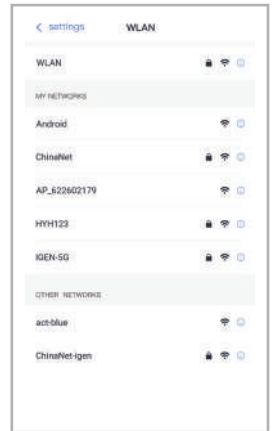 settings WLAN
WLAN
MY NETWORKS
Android
ChinaNet
AP_622602179
HYH123
IGEN-5G
OTHER NETWORKS
act-blue
ChinaNet-igen